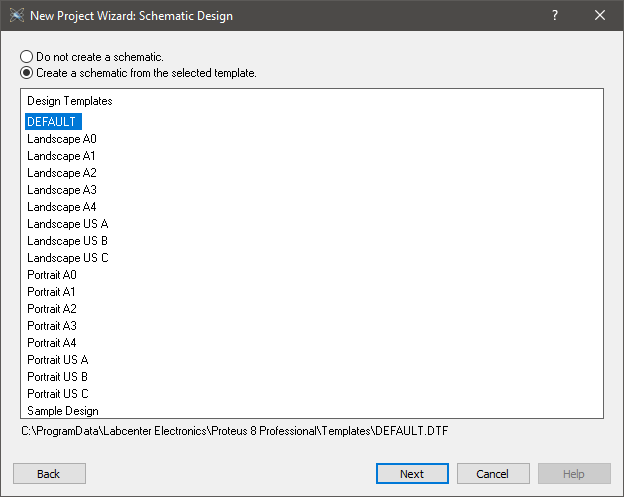 New Project Wizard: Schematic Design
?
Do not create a schematic.
Create a schematic from the selected template.
Design Templates
DEFAULT
Landscape A0
Landscape A1
Landscape A2
Landscape A3
Landscape A4
Landscape US A
Landscape US B
Landscape US C
Portrait A0
Portrait A1
Portrait A2
Portrait A3
Portrait A4
Portrait US A
Portrait US B
Portrait US C
Sample Design
C:\ProgramData\Labcenter Electronics\Proteus 8 Professional\Templates\DEFAULT.DTF
Back Next Cancel Help